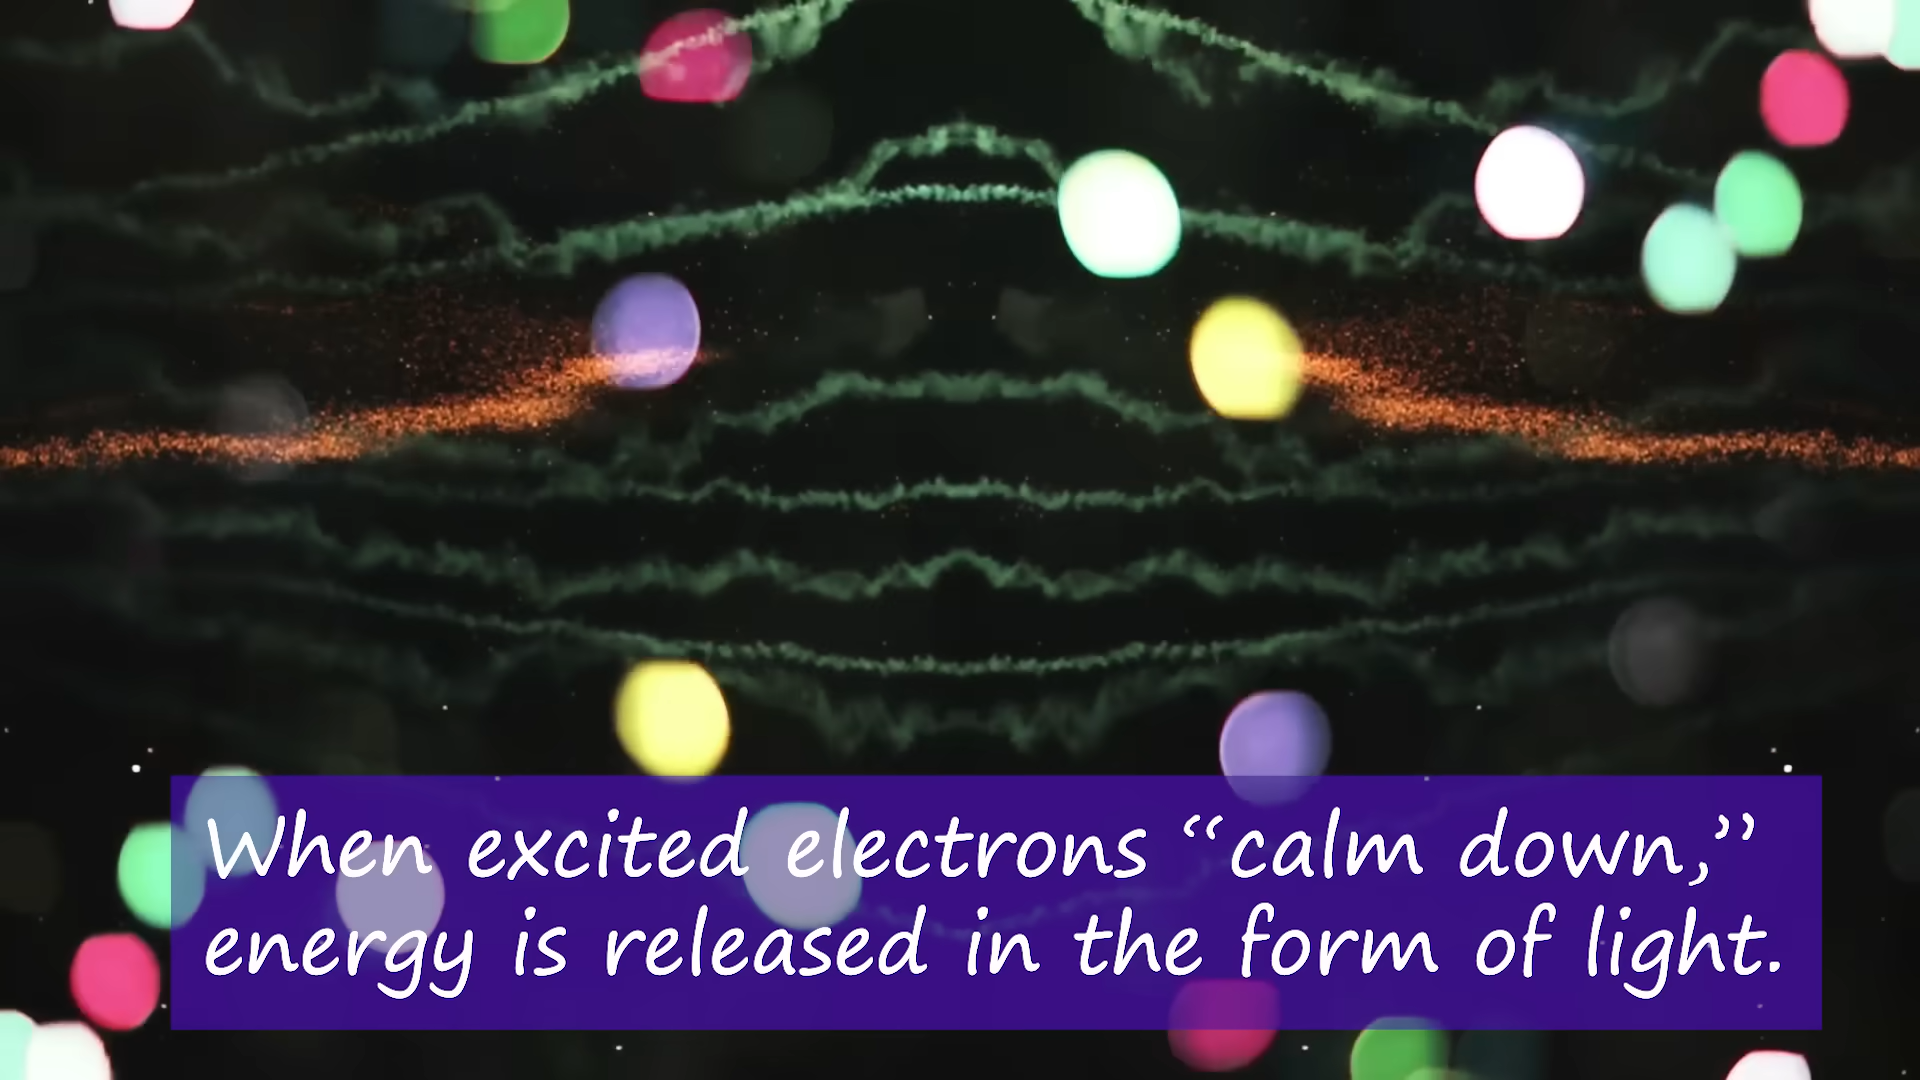 When excited electrons “calm down,”
energy is released in the form of light.